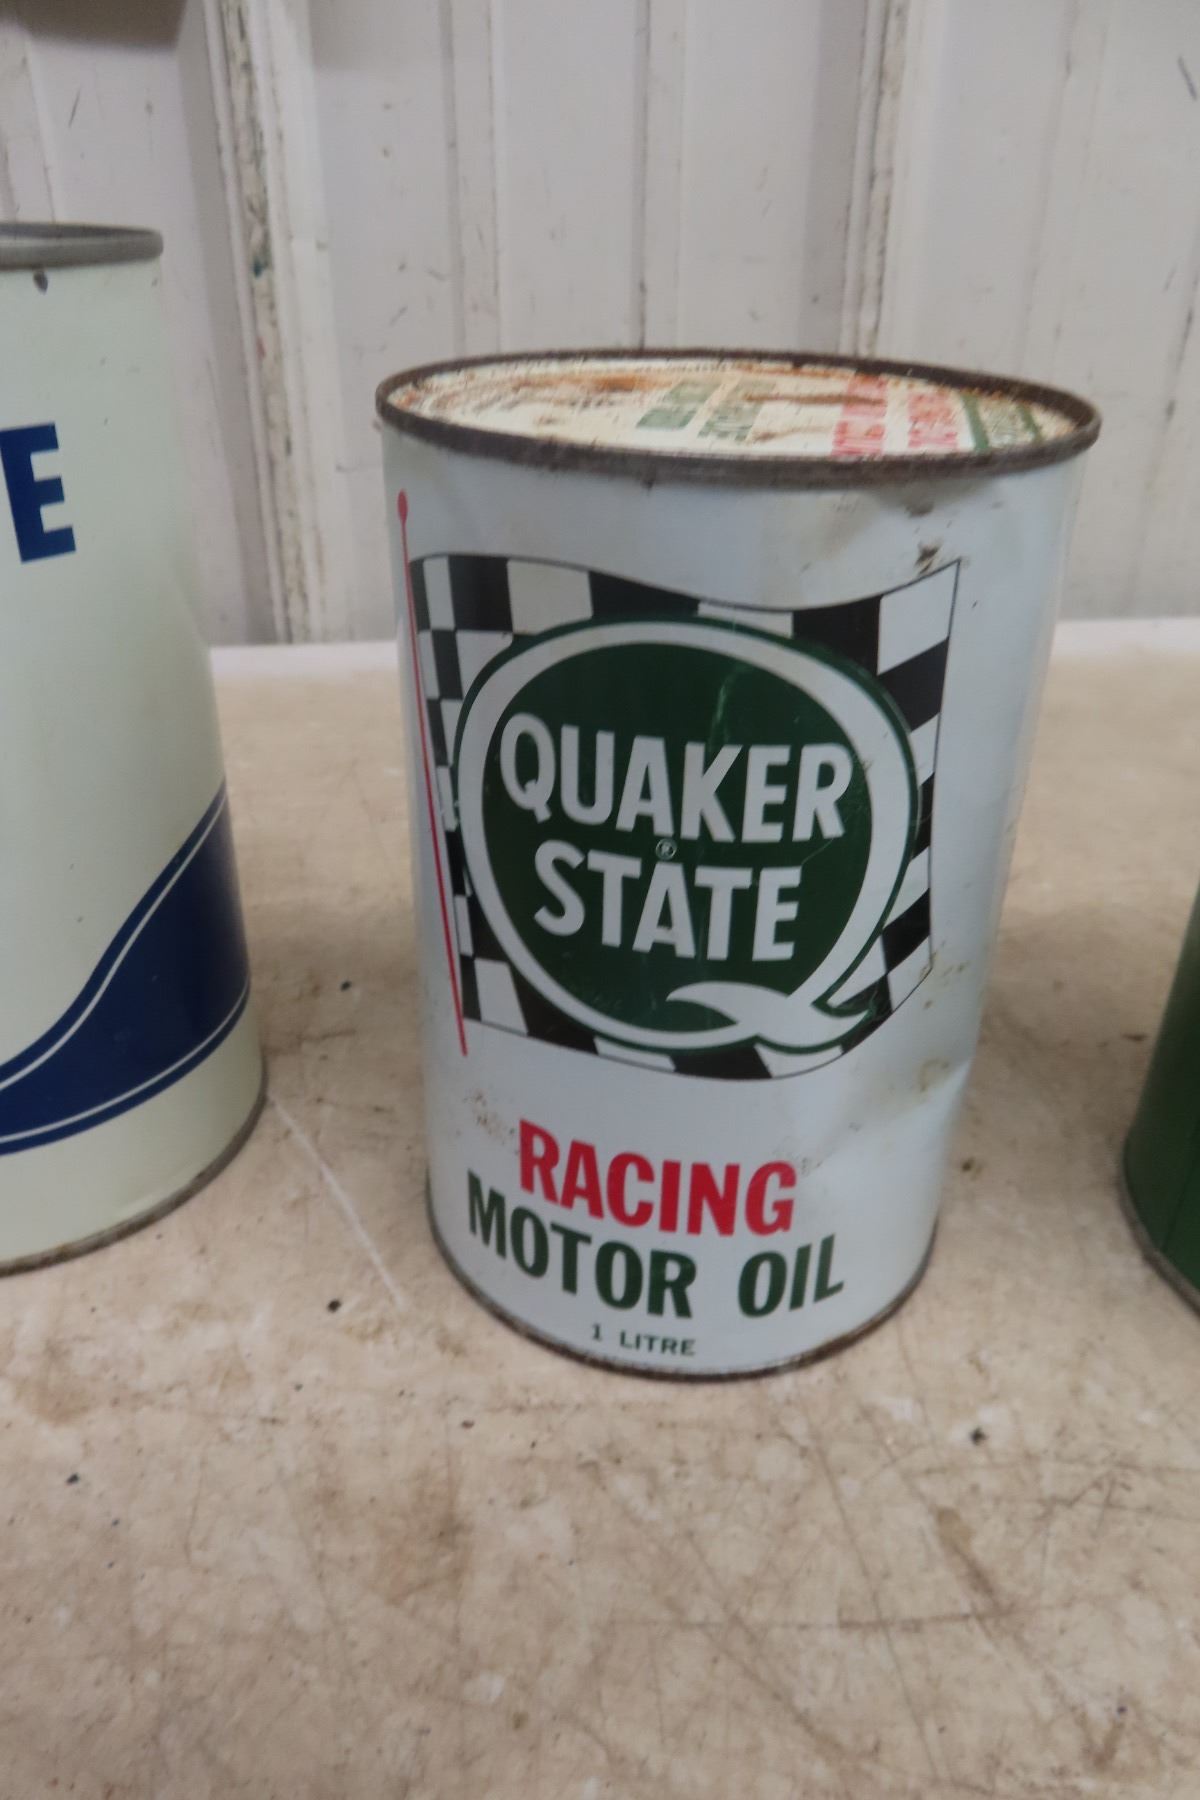 E
QUAKER
®
STATE
RACING
MOTOR OIL
1 LITRE